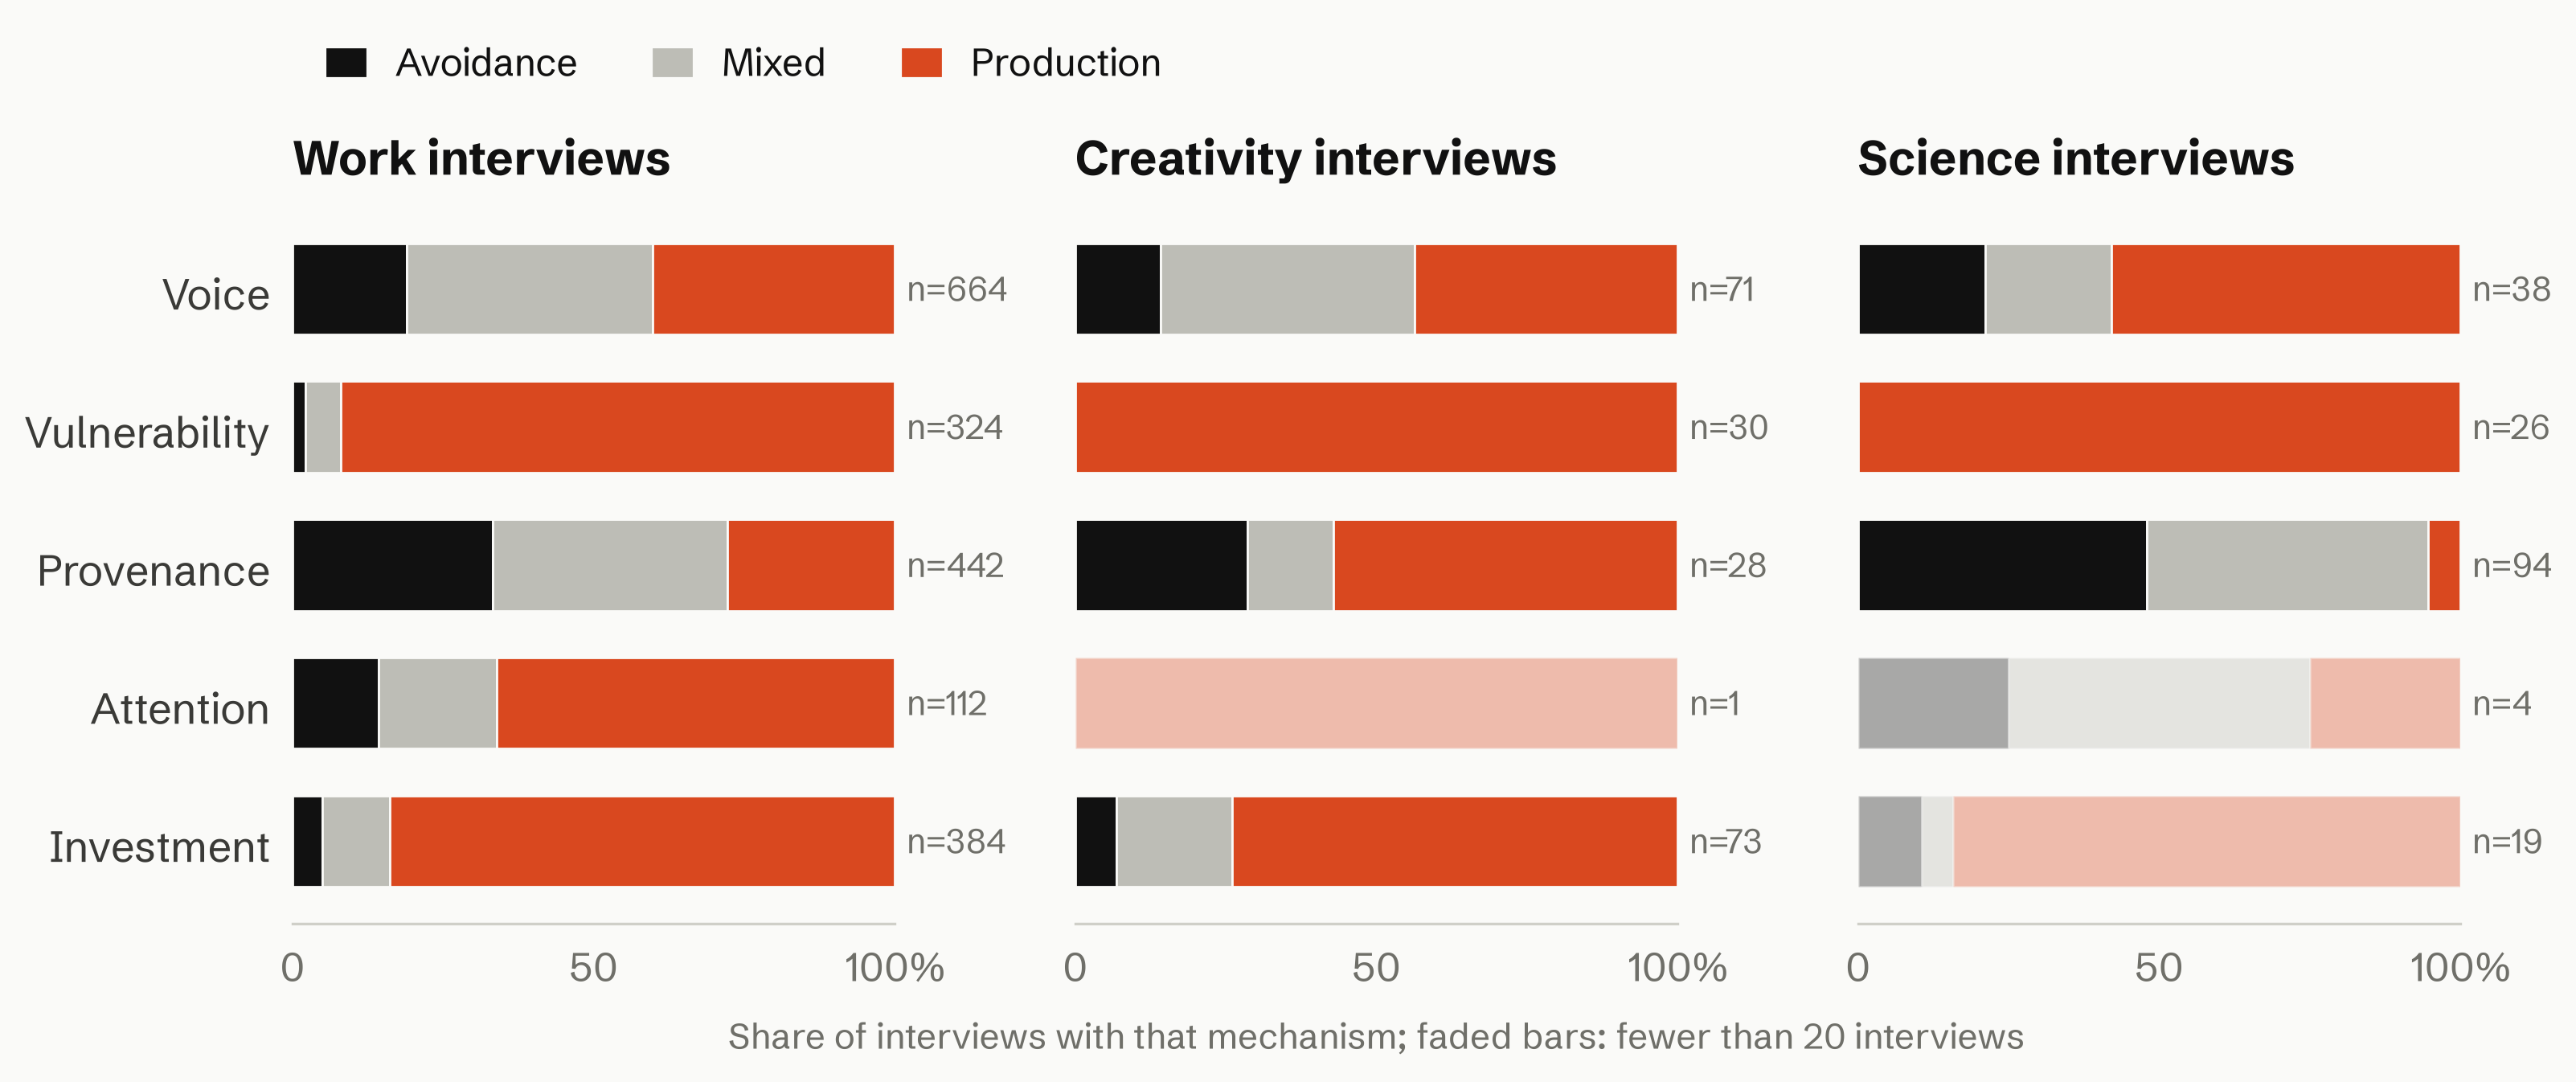 Avoidance Mixed Production
Work interviews Creativity interviews Science interviews
Voice n=664 n=71 n=38
Vulnerability n=324 n=30 n=26
Provenance n=442 n=28 n=94
Attention n=112 n=1 n=4
Investment n=384 n=73 n=19
0 50 100% 0 50 100% 0 50 100%
Share of interviews with that mechanism; faded bars: fewer than 20 interviews